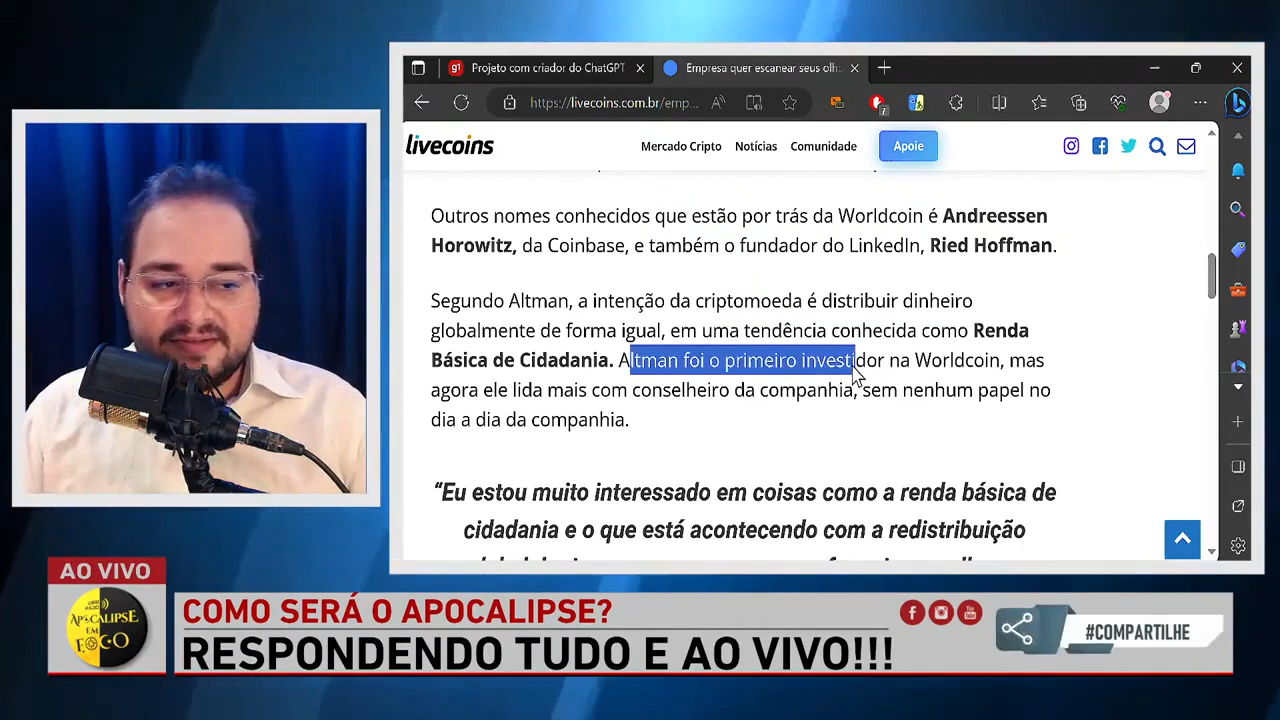 Projeto com criador do ChatGPT
Empresa quer escanear seus olh
https://livecoins.com.br/emp...
livecoins
Mercado Cripto
Notícias
Comunidade
Apoie
Outros nomes conhecidos que estão por trás da Worldcoin é Andreessen
Horowitz, da Coinbase, e também o fundador do LinkedIn, Ried Hoffman.
Segundo Altman, a intenção da criptomoeda é distribuir dinheiro
globalmente de forma igual, em uma tendência conhecida como Renda
Básica de Cidadania. Altman foi o primeiro investidor na Worldcoin, mas
agora ele lida mais com conselheiro da companhia, sem nenhum papel no
dia a dia da companhia.
“Eu estou muito interessado em coisas como a renda básica de
cidadania e o que está acontecendo com a redistribuição
AO VIVO
APOCALIPSE
EM
FOCO
COMO SERÁ O APOCALIPSE?
RESPONDENDO TUDO E AO VIVO!!!
#COMPARTILHE